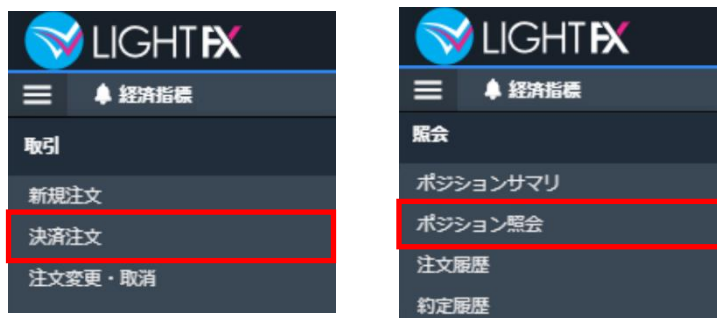 LIGHT FX
経済指標
取引
新規注文
決済注文
注文変更・取消
LIGHT FX
経済指標
照会
ポジションサマリ
ポジション照会
注文履歴
約定履歴